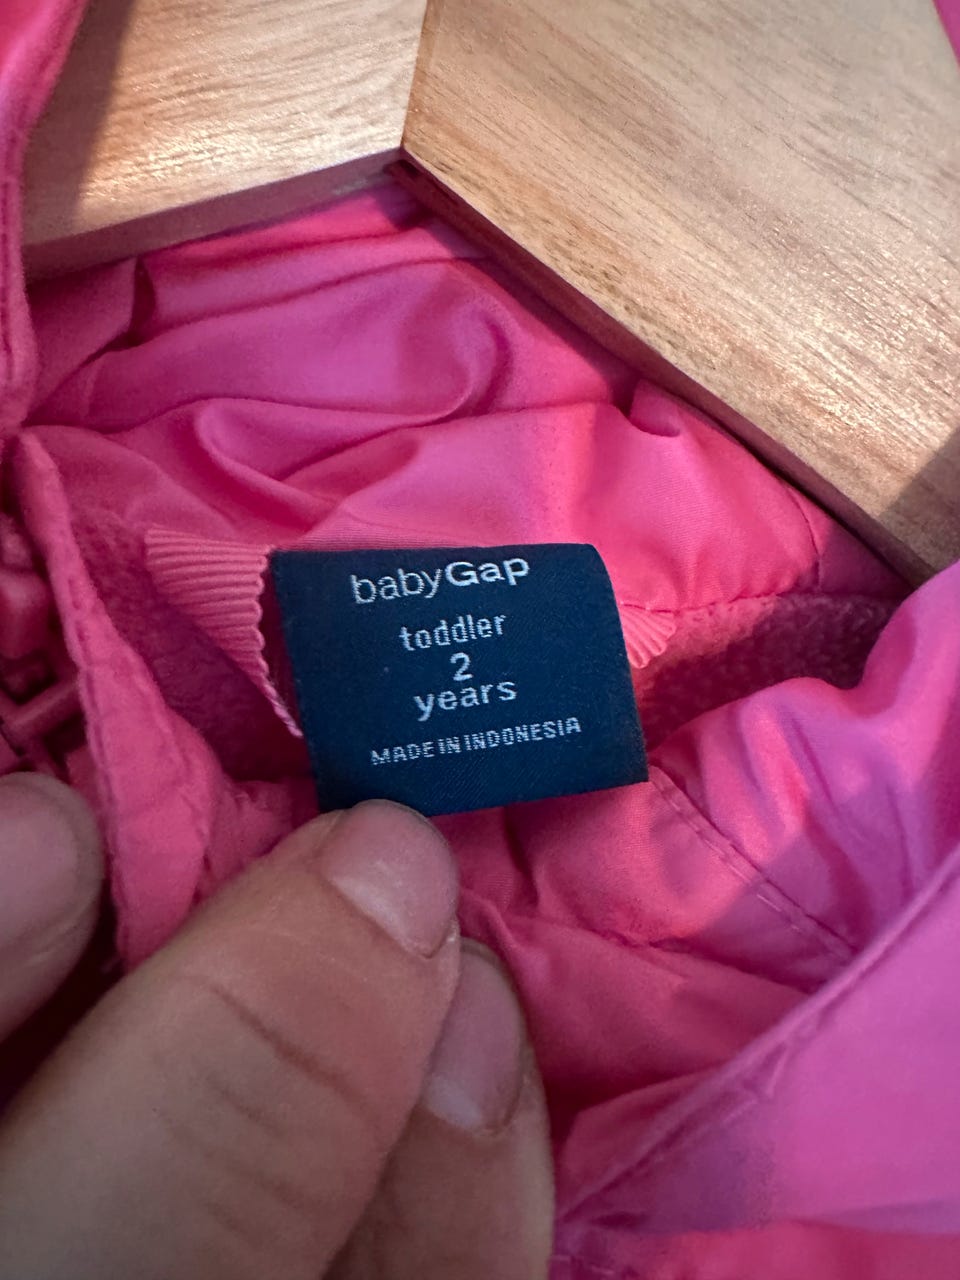 babyGap
toddler
2
years
MADE IN INDONESIA